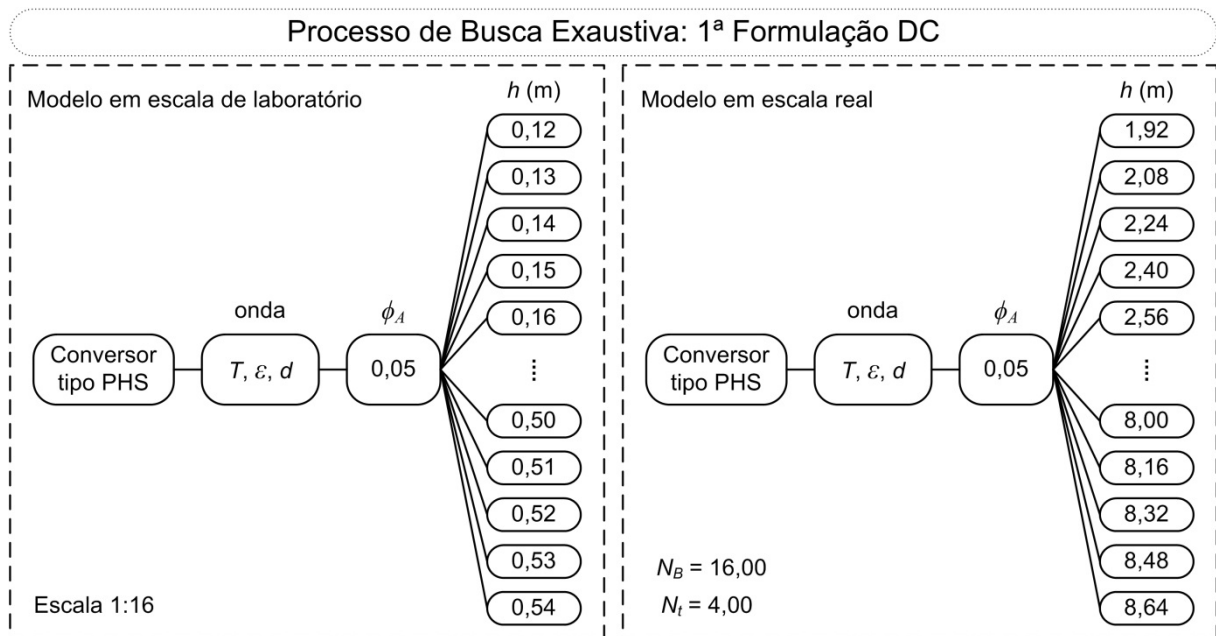 Processo de Busca Exaustiva: 1ª Formulação DC
Modelo em escala de laboratório
h (m)
0,12
0,13
0,14
0,15
0,16
⁞
0,50
0,51
0,52
0,53
0,54
onda
ϕA
Conversor
tipo PHS
T, ε, d
0,05
Escala 1:16
Modelo em escala real
h (m)
1,92
2,08
2,24
2,40
2,56
⁞
8,00
8,16
8,32
8,48
8,64
onda
ϕA
Conversor
tipo PHS
T, ε, d
0,05
NB = 16,00
Nt = 4,00